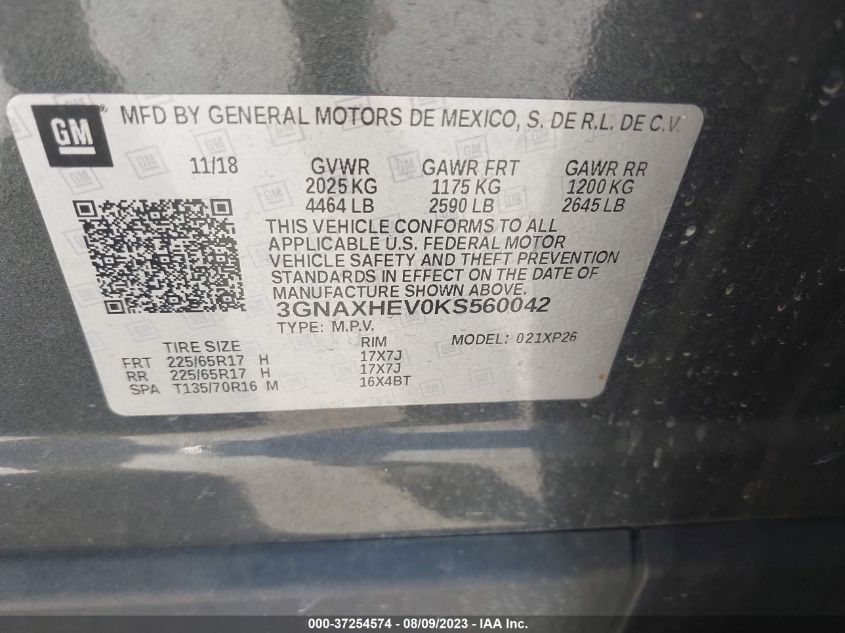 GM
MFD BY GENERAL MOTORS DE MEXICO, S. DE R.L. DE C.V.
11/18 GVWR GAWR FRT GAWR RR
2025 KG 1175 KG 1200 KG
4464 LB 2590 LB 2645 LB
THIS VEHICLE CONFORMS TO ALL
APPLICABLE U.S. FEDERAL MOTOR
VEHICLE SAFETY AND THEFT PREVENTION
STANDARDS IN EFFECT ON THE DATE OF
MANUFACTURE SHOWN ABOVE.
3GNAXHEV0KS560042
TYPE: M.P.V. MODEL: 021XP26
TIRE SIZE RIM
FRT 225/65R17 H 17X7J
RR 225/65R17 H 17X7J
SPA T135/70R16 M 16X4BT
000-37254574 - 08/09/2023 - IAA Inc.